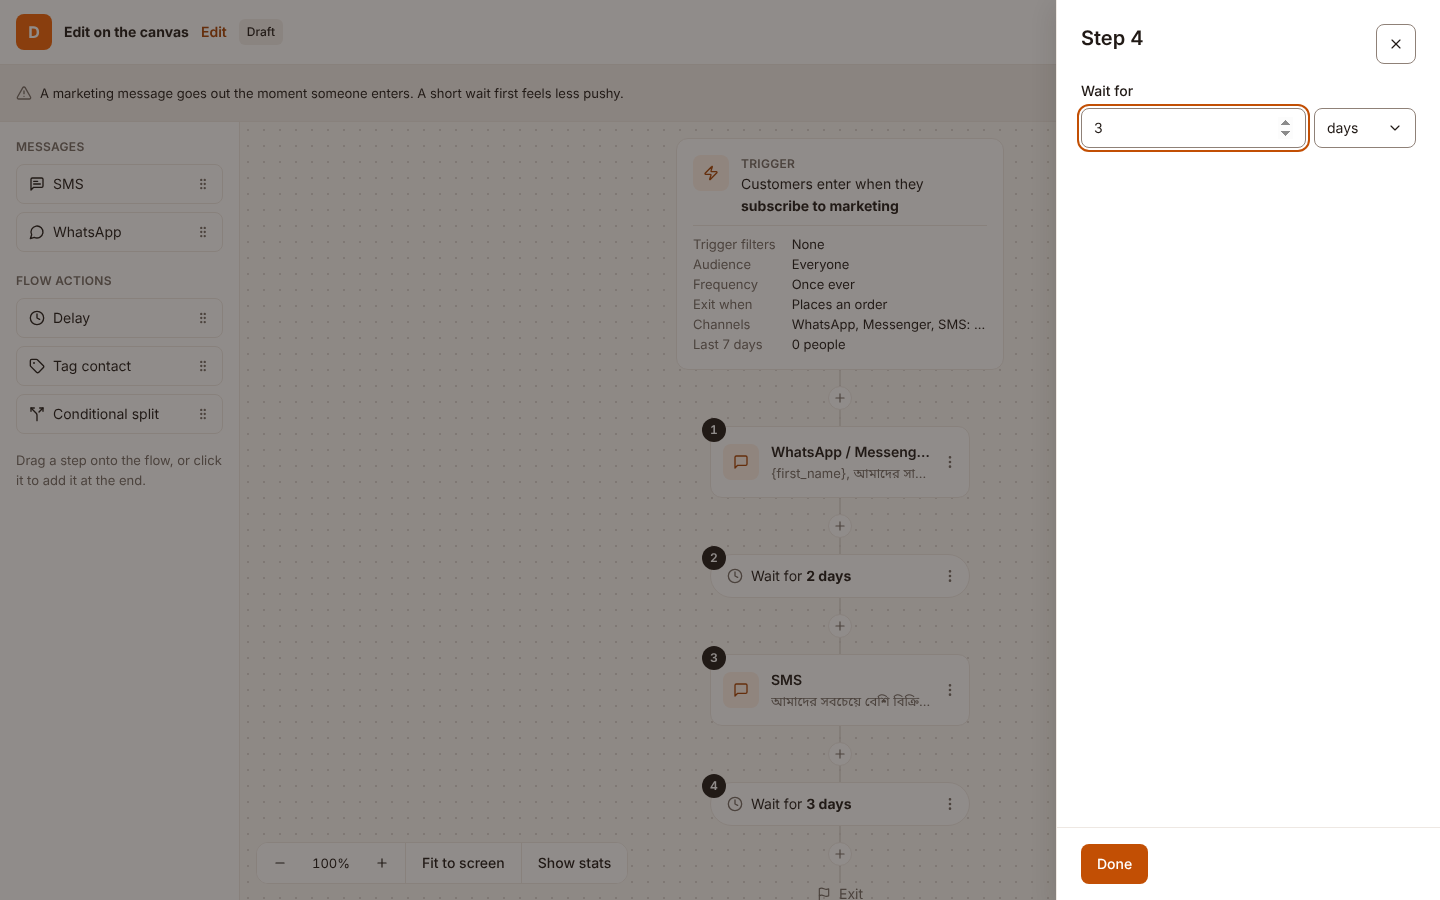 D
Edit on the canvas Edit Draft
A marketing message goes out the moment someone enters. A short wait first feels less pushy.
MESSAGES
SMS
WhatsApp
FLOW ACTIONS
Delay
Tag contact
Conditional split
Drag a step onto the flow, or click
it to add it at the end.
TRIGGER
Customers enter when they
subscribe to marketing
Trigger filters None
Audience Everyone
Frequency Once ever
Exit when Places an order
Channels WhatsApp, Messenger, SMS: ...
Last 7 days 0 people
1
WhatsApp / Messeng...
{first_name}, আমাদের সা...
2
Wait for 2 days
3
SMS
আমাদের সবচেয়ে বেশি বিক্রি...
4
Wait for 3 days
Exit
100%
Fit to screen
Show stats
Step 4
Wait for
3 days
Done